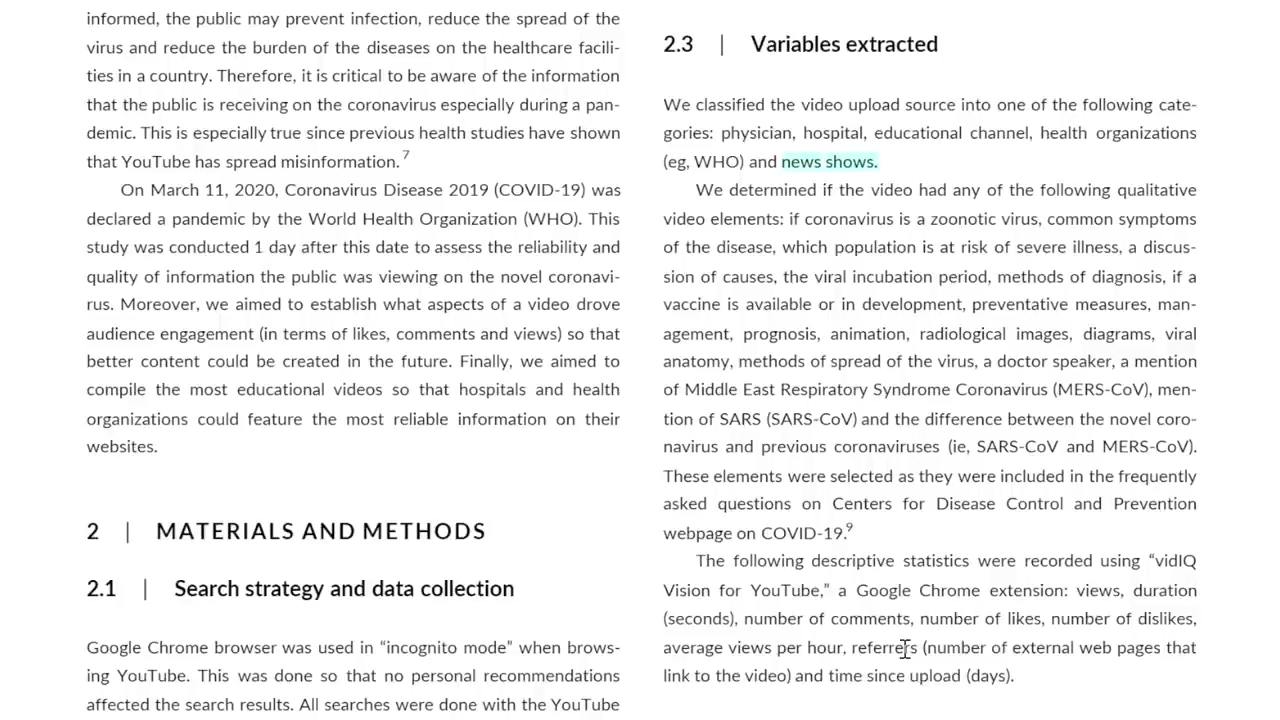 informed, the public may prevent infection, reduce the spread of the
virus and reduce the burden of the diseases on the healthcare facili-
ties in a country. Therefore, it is critical to be aware of the information
that the public is receiving on the coronavirus especially during a pan-
demic. This is especially true since previous health studies have shown
that YouTube has spread misinformation. 7
On March 11, 2020, Coronavirus Disease 2019 (COVID-19) was
declared a pandemic by the World Health Organization (WHO). This
study was conducted 1 day after this date to assess the reliability and
quality of information the public was viewing on the novel coronavi-
rus. Moreover, we aimed to establish what aspects of a video drove
audience engagement (in terms of likes, comments and views) so that
better content could be created in the future. Finally, we aimed to
compile the most educational videos so that hospitals and health
organizations could feature the most reliable information on their
websites.
2 | MATERIALS AND METHODS
2.1 | Search strategy and data collection
Google Chrome browser was used in “incognito mode” when brows-
ing YouTube. This was done so that no personal recommendations
affected the search results. All searches were done with the YouTube
2.3 | Variables extracted
We classified the video upload source into one of the following cate-
gories: physician, hospital, educational channel, health organizations
(eg, WHO) and news shows.
We determined if the video had any of the following qualitative
video elements: if coronavirus is a zoonotic virus, common symptoms
of the disease, which population is at risk of severe illness, a discus-
sion of causes, the viral incubation period, methods of diagnosis, if a
vaccine is available or in development, preventative measures, man-
agement, prognosis, animation, radiological images, diagrams, viral
anatomy, methods of spread of the virus, a doctor speaker, a mention
of Middle East Respiratory Syndrome Coronavirus (MERS-CoV), men-
tion of SARS (SARS-CoV) and the difference between the novel coro-
navirus and previous coronaviruses (ie, SARS-CoV and MERS-CoV).
These elements were selected as they were included in the frequently
asked questions on Centers for Disease Control and Prevention
webpage on COVID-19.9
The following descriptive statistics were recorded using “vidIQ
Vision for YouTube,” a Google Chrome extension: views, duration
(seconds), number of comments, number of likes, number of dislikes,
average views per hour, referrers (number of external web pages that
link to the video) and time since upload (days).